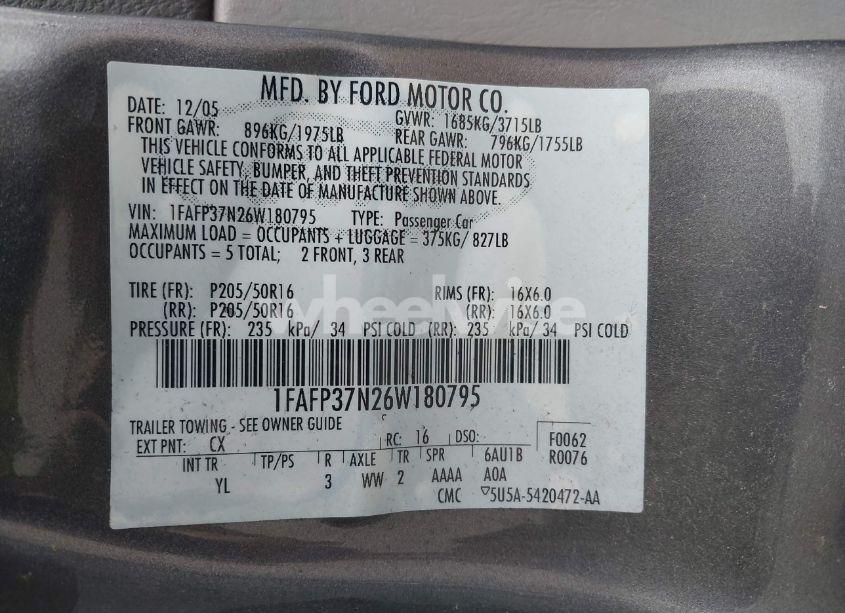 MFD. BY FORD MOTOR CO.
DATE: 12/05 GVWR: 1685KG/3715LB
FRONT GAWR: 896KG/1975LB REAR GAWR: 796KG/1755LB
THIS VEHICLE CONFORMS TO ALL APPLICABLE FEDERAL MOTOR
VEHICLE SAFETY, BUMPER, AND THEFT PREVENTION STANDARDS
IN EFFECT ON THE DATE OF MANUFACTURE SHOWN ABOVE.
VIN: 1FAFP37N26W180795 TYPE: Passenger Car
MAXIMUM LOAD = OCCUPANTS + LUGGAGE = 375KG/ 827LB
OCCUPANTS = 5 TOTAL; 2 FRONT, 3 REAR
TIRE (FR): P205/50R16 RIMS (FR): 16X6.0
(RR): P205/50R16 (RR): 16X6.0
wheelwize
PRESSURE (FR): 235 kPa/ 34 PSI COLD (RR): 235 kPa/ 34 PSI COLD
1FAFP37N26W180795
TRAILER TOWING - SEE OWNER GUIDE
EXT PNT: CX RC: 16 DSO: F0062
INT TR TP/PS R AXLE TR SPR 6AU1B R0076
YL 3 WW 2 AAAA A0A
CMC ▽5U5A-5420472-AA